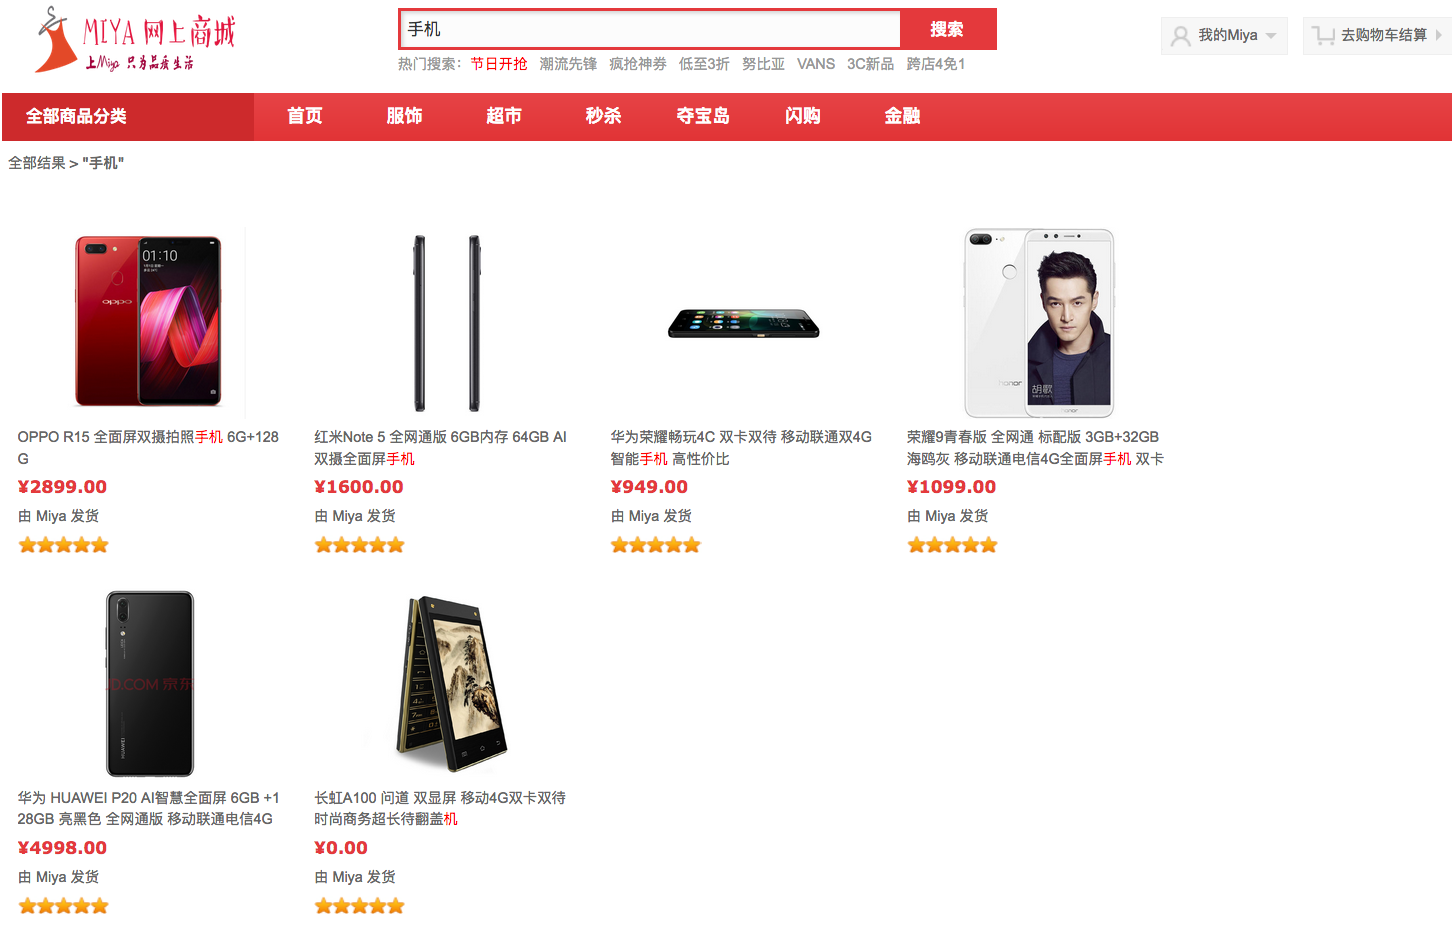 MIYA 网上商城
上Miya 只为品质生活
手机
搜索
我的Miya
去购物车结算
热门搜索： 节日开抢 潮流先锋 疯抢神券 低至3折 努比亚 VANS 3C新品 跨店4免1
全部商品分类 首页 服饰 超市 秒杀 夺宝岛 闪购 金融
全部结果 > "手机"
01:10
oppo
honor
胡歌
honor
OPPO R15 全面屏双摄拍照手机 6G+128
G
¥2899.00
由 Miya 发货
红米Note 5 全网通版 6GB内存 64GB AI
双摄全面屏手机
¥1600.00
由 Miya 发货
华为荣耀畅玩4C 双卡双待 移动联通双4G
智能手机 高性价比
¥949.00
由 Miya 发货
荣耀9青春版 全网通 标配版 3GB+32GB
海鸥灰 移动联通电信4G全面屏手机 双卡
¥1099.00
由 Miya 发货
JD.COM 京东
HUAWEI
华为 HUAWEI P20 AI智慧全面屏 6GB +1
28GB 亮黑色 全网通版 移动联通电信4G
¥4998.00
由 Miya 发货
长虹A100 问道 双显屏 移动4G双卡双待
时尚商务超长待翻盖机
¥0.00
由 Miya 发货